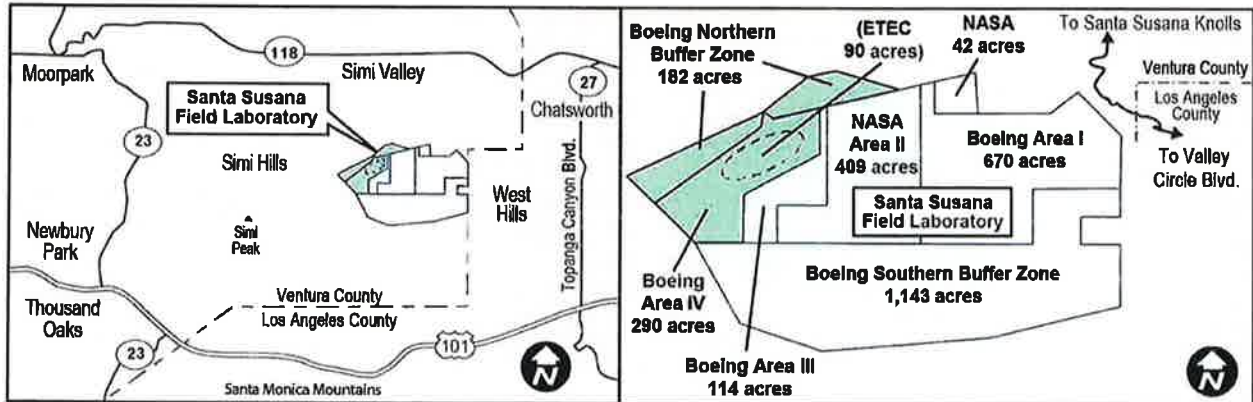 118
Moorpark
Simi Valley
27
Santa Susana
Field Laboratory
Chatsworth
23
Simi Hills
Topanga Canyon Blvd.
West
Hills
Simi
Peak
Newbury
Park
Ventura County
Los Angeles County
Thousand
Oaks
101
23
Santa Monica Mountains
N
Boeing Northern
Buffer Zone
182 acres
(ETEC
90 acres)
NASA
42 acres
To Santa Susana Knolls
Ventura County
Los Angeles
County
NASA
Area II
409 acres
Boeing Area I
670 acres
To Valley
Circle Blvd.
Santa Susana
Field Laboratory
Boeing
Area IV
290 acres
Boeing Southern Buffer Zone
1,143 acres
Boeing Area III
114 acres
N